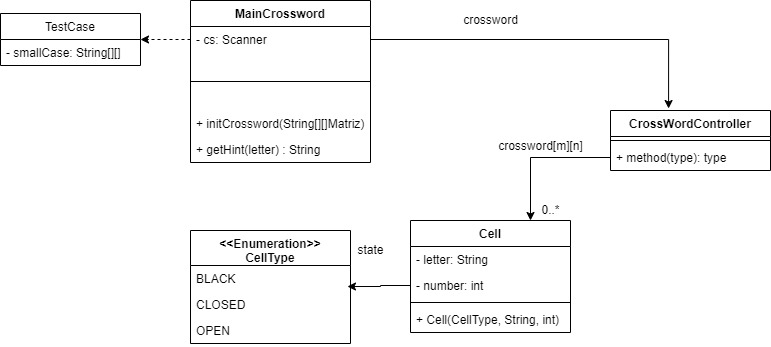 TestCase
- smallCase: String[][]
MainCrossword
- cs: Scanner
+ initCrossword(String[][]Matriz)
+ getHint(letter) : String
crossword
CrossWordController
+ method(type): type
crossword[m][n]
0..*
Cell
- letter: String
- number: int
+ Cell(CellType, String, int)
state
<<Enumeration>>
CellType
BLACK
CLOSED
OPEN